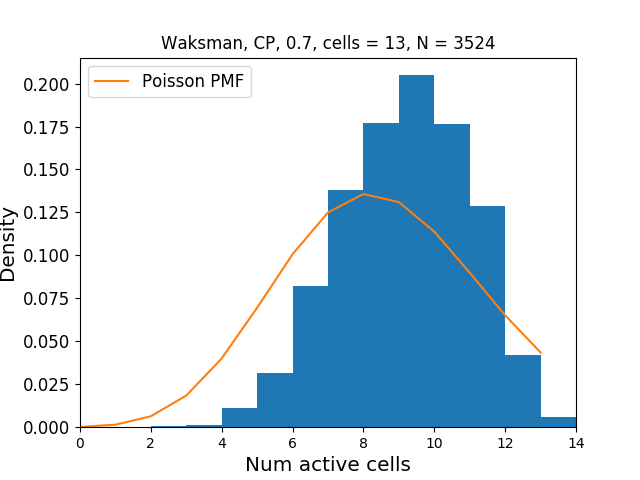 Waksman, CP, 0.7, cells = 13, N = 3524
Poisson PMF
0.200
0.175
0.150
0.125
0.100
0.075
0.050
0.025
0.000
Density
0 2 4 6 8 10 12 14
Num active cells